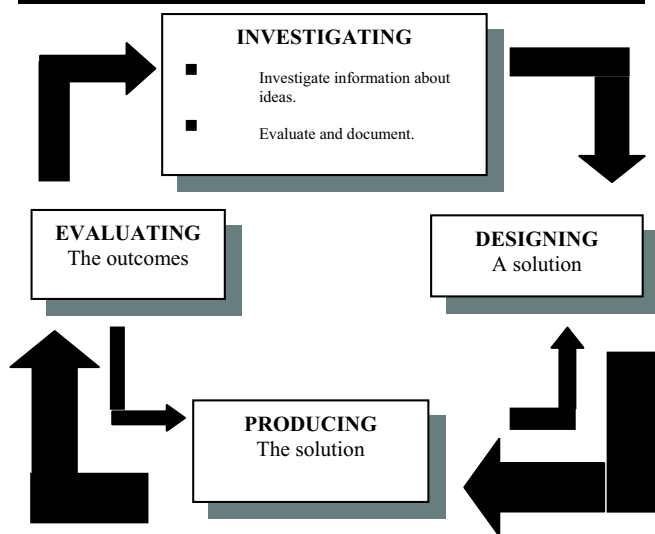 INVESTIGATING
■ Investigate information about
ideas.
■ Evaluate and document.
EVALUATING
The outcomes
DESIGNING
A solution
PRODUCING
The solution